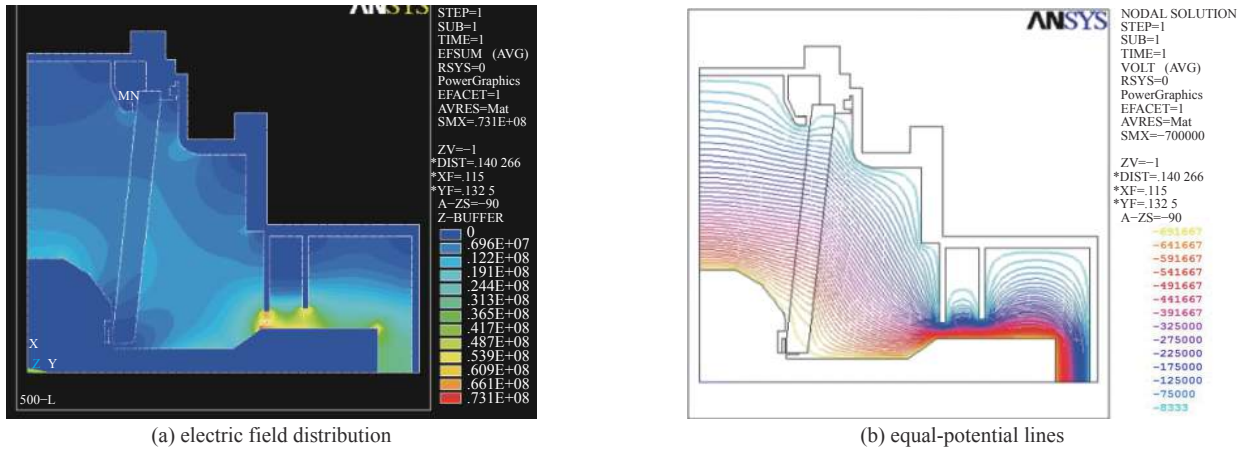 ANSYS
STEP=1
SUB=1
TIME=1
EFSUM (AVG)
RSYS=0
PowerGraphics
EFACET=1
AVRES=Mat
SMX=.731E+08
ZV=−1
*DIST=.140 266
*XF=.115
*YF=.132 5
A−ZS=−90
Z−BUFFER
0
.696E+07
.122E+08
.191E+08
.244E+08
.313E+08
.365E+08
.417E+08
.487E+08
.539E+08
.609E+08
.661E+08
.731E+08
MN
X
Z Y
500−L
(a) electric field distribution
ANSYS
NODAL SOLUTION
STEP=1
SUB=1
TIME=1
VOLT (AVG)
RSYS=0
PowerGraphics
EFACET=1
AVRES=Mat
SMX=−700000
ZV=−1
*DIST=.140 266
*XF=.115
*YF=.132 5
A−ZS=−90
−691667
−641667
−591667
−541667
−491667
−441667
−391667
−325000
−275000
−225000
−175000
−125000
−75000
−8333
(b) equal-potential lines